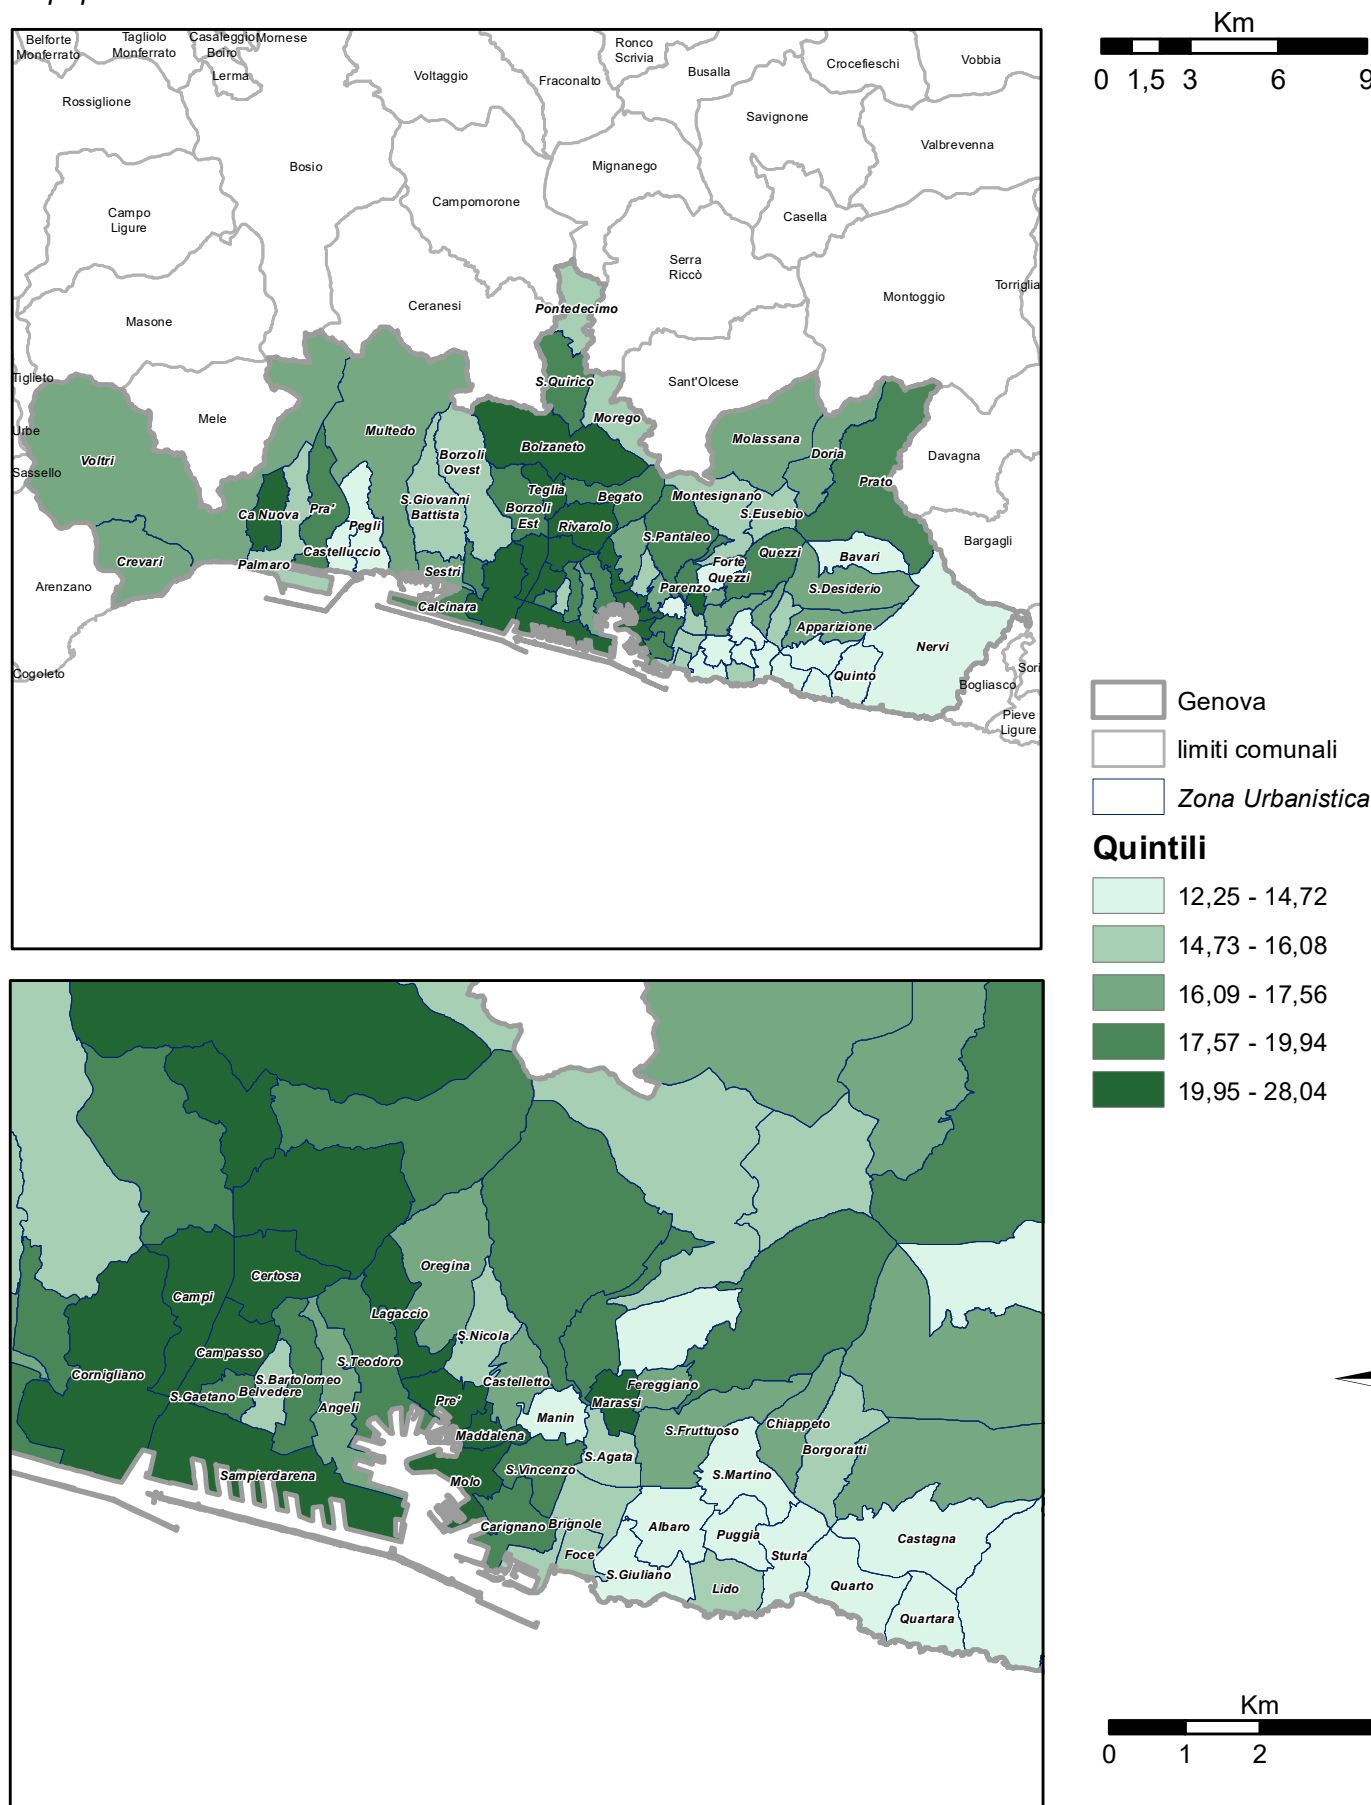 Km
0 1,5 3 6 9
Belforte
Monferrato
Tagliolo
Monferrato
Casaleggio
Boiro
Mornese
Lerma
Rossiglione
Voltaggio
Fraconalto
Ronco
Scrivia
Busalla
Crocefieschi
Vobbia
Savignone
Valbrevenna
Bosio
Mignanego
Campomorone
Campo
Ligure
Casella
Serra
Riccò
Montoggio
Torriglia
Ceranesi
Pontedecimo
Masone
Tiglieto
S.Quirico
Sant'Olcese
Mele
Morego
Urbe
Multedo
Molassana
Bolzaneto
Doria
Davagna
Borzoli
Ovest
Voltri
Sassello
Prato
Teglia
Begato
Montesignano
S.Giovanni
Battista
Ca Nuova
Pra'
Borzoli
Est
S.Eusebio
Pegli
Rivarolo
S.Pantaleo
Bargagli
Castelluccio
Quezzi
Bavari
Crevari
Palmaro
Forte
Quezzi
Sestri
Arenzano
Parenzo
S.Desiderio
Calcinara
Apparizione
Nervi
Cogoleto
Quinto
Sori
Bogliasco
Pieve
Ligure
Genova
limiti comunali
Zona Urbanistica
Quintili
12,25 - 14,72
14,73 - 16,08
16,09 - 17,56
17,57 - 19,94
19,95 - 28,04
Oregina
Certosa
Campi
Lagaccio
S.Nicola
Campasso
S.Teodoro
Cornigliano
S.Bartolomeo
Castelletto
Fereggiano
S.Gaetano
Belvedere
Pre'
Marassi
Angeli
Manin
Maddalena
S.Fruttuoso
Chiappeto
Borgoratti
S.Agata
Sampierdarena
Molo
S.Vincenzo
S.Martino
Carignano
Brignole
Albaro
Puggia
Castagna
Foce
Sturla
S.Giuliano
Lido
Quarto
Quartara
Km
0 1 2